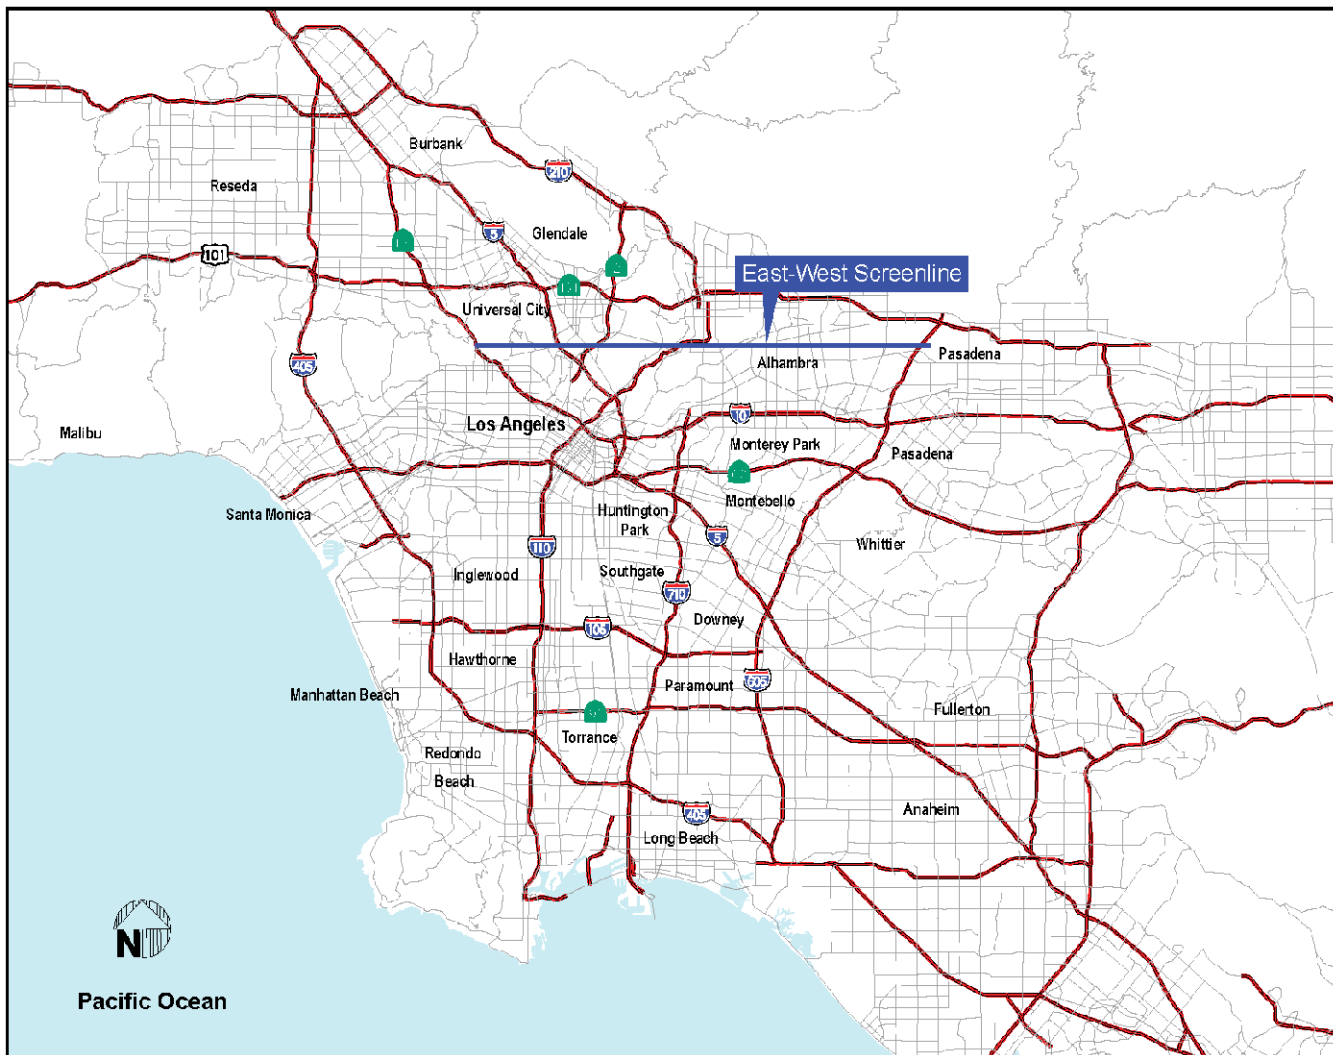 Burbank
210
Reseda
5
Glendale
101
2
East-West Screenline
Universal City
Pasadena
Alhambra
405
10
Los Angeles
Malibu
Monterey Park
Pasadena
Montebello
Santa Monica
Huntington
Park
5
Whittier
110
Inglewood
Southgate
710
Downey
105
Hawthorne
Paramount
605
Manhattan Beach
Fullerton
Torrance
Redondo
Beach
Anaheim
405
Long Beach
N
Pacific Ocean